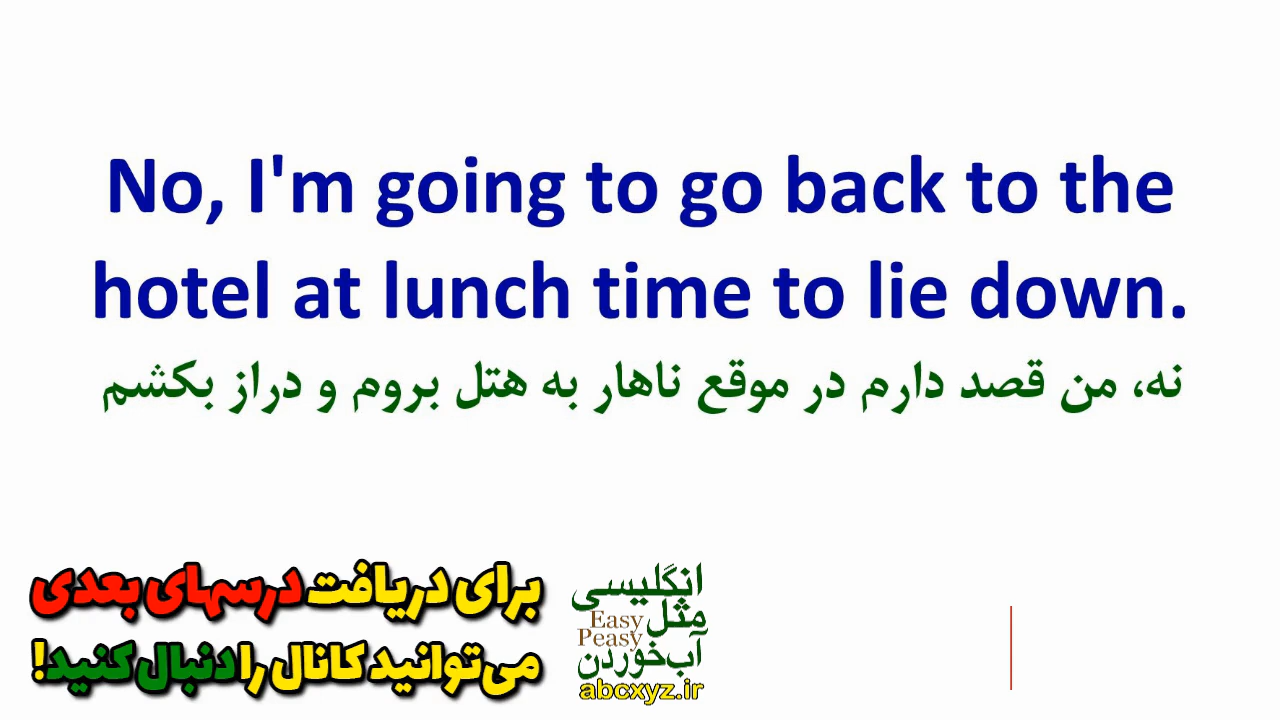 No, I'm going to go back to the
hotel at lunch time to lie down.
نه، من قصد دارم در موقع ناهار به هتل بروم و دراز بکشم
برای دریافت درسهای بعدی
می‌توانید کانال را دنبال کنید!
انگلیسی
مثل Easy
Peasy
آب‌خوردن
abcxyz.ir